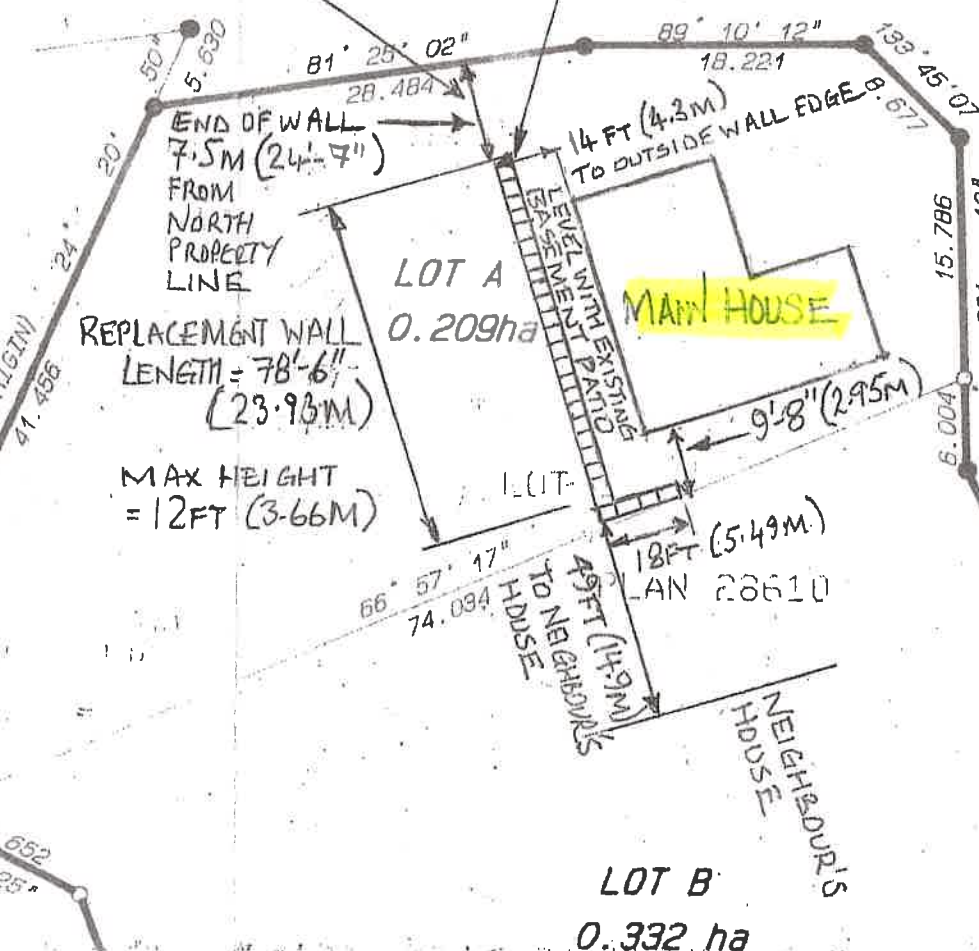 50"
5.630
81° 25' 02"
28.484
89° 10' 12"
18.221
133° 45' 07
8.677
END OF WALL
7.5M (24'-7")
FROM
NORTH
PROPERTY
LINE
14 FT (4.3M)
TO OUTSIDE WALL EDGE
20'
24°
41.456
LOT A
0.209ha
LEVEL WITH EXISTING
BASEMENT PATIO
MAIN HOUSE
15.786
6.004
REPLACEMENT WALL
LENGTH = 78'-6"
(23.93M)
9'-8" (2.95M)
MAX HEIGHT
= 12FT (3.66M)
LOT
18FT (5.49M.)
LAN 28610
66° 57' 17"
74.034
49FT (14.9M)
TO NEIGHBOUR'S
HOUSE
NEIGHBOUR'S
HOUSE
652
25"
LOT B
0.332 ha